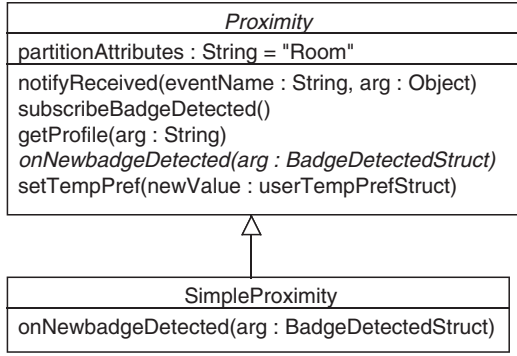 Proximity
partitionAttributes : String = "Room"
notifyReceived(eventName : String, arg : Object)
subscribeBadgeDetected()
getProfile(arg : String)
onNewbadgeDetected(arg : BadgeDetectedStruct)
setTempPref(newValue : userTempPrefStruct)
SimpleProximity
onNewbadgeDetected(arg : BadgeDetectedStruct)